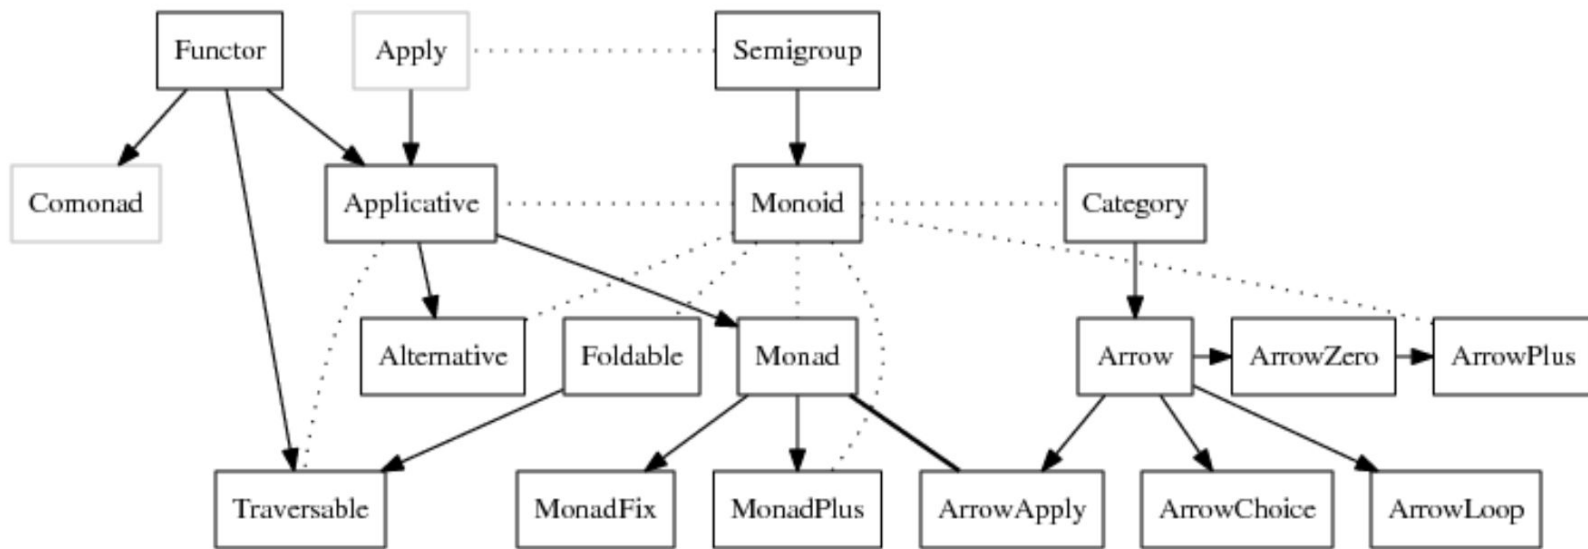 Functor
Apply
Semigroup
Comonad
Applicative
Monoid
Category
Alternative
Foldable
Monad
Arrow
ArrowZero
ArrowPlus
Traversable
MonadFix
MonadPlus
ArrowApply
ArrowChoice
ArrowLoop